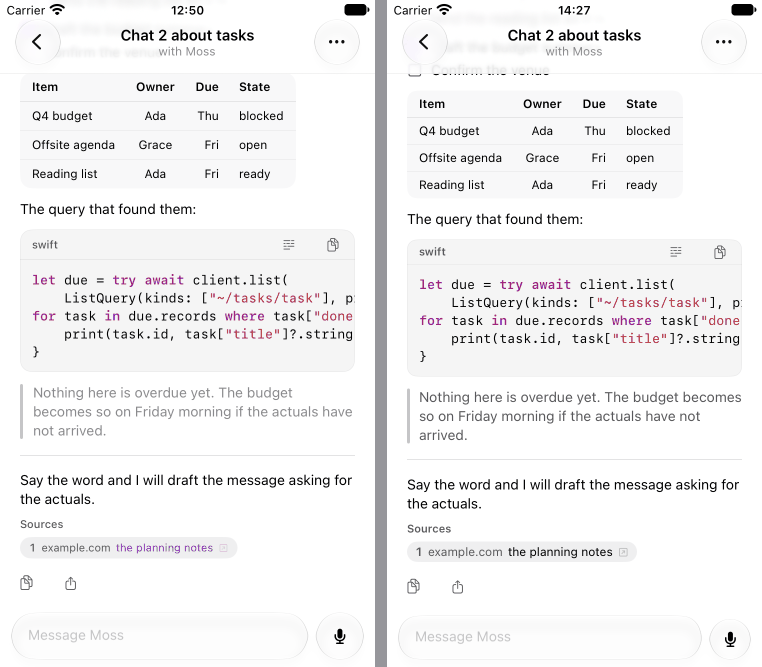 Carrier 12:50
Chat 2 about tasks
with Moss
Item Owner Due State
Q4 budget Ada Thu blocked
Offsite agenda Grace Fri open
Reading list Ada Fri ready
The query that found them:
swift
let due = try await client.list(
ListQuery(kinds: ["~/tasks/task"], p
for task in due.records where task["done
print(task.id, task["title"]?.string
}
Nothing here is overdue yet. The budget
becomes so on Friday morning if the actuals have
not arrived.
Say the word and I will draft the message asking for
the actuals.
Sources
1 example.com the planning notes
Message Moss
Carrier 14:27
Chat 2 about tasks
with Moss
Confirm the venue
Item Owner Due State
Q4 budget Ada Thu blocked
Offsite agenda Grace Fri open
Reading list Ada Fri ready
The query that found them:
swift
let due = try await client.list(
ListQuery(kinds: ["~/tasks/task"], p
for task in due.records where task["done
print(task.id, task["title"]?.string
}
Nothing here is overdue yet. The budget becomes
so on Friday morning if the actuals have not
arrived.
Say the word and I will draft the message asking for
the actuals.
Sources
1 example.com the planning notes
Message Moss